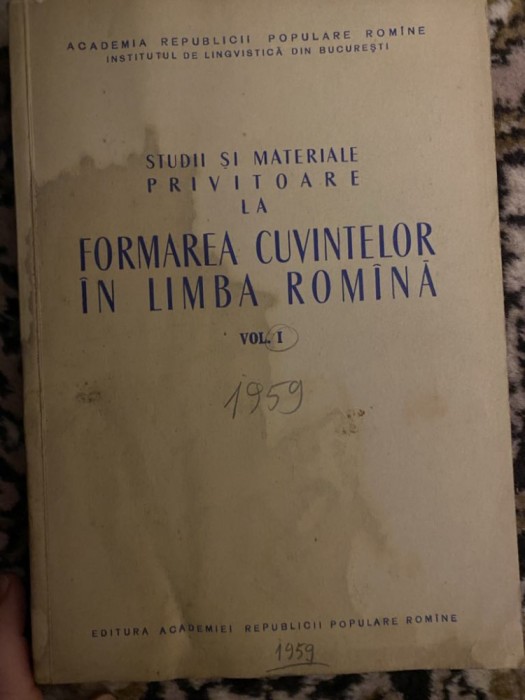 ACADEMIA REPUBLICII POPULARE ROMÎNE
INSTITUTUL DE LINGVISTICĂ DIN BUCUREȘTI
STUDII ȘI MATERIALE
PRIVITOARE
LA
FORMAREA CUVINTELOR
ÎN LIMBA ROMÎNĂ
VOL. I
1959
EDITURA ACADEMIEI REPUBLICII POPULARE ROMÎNE
1959